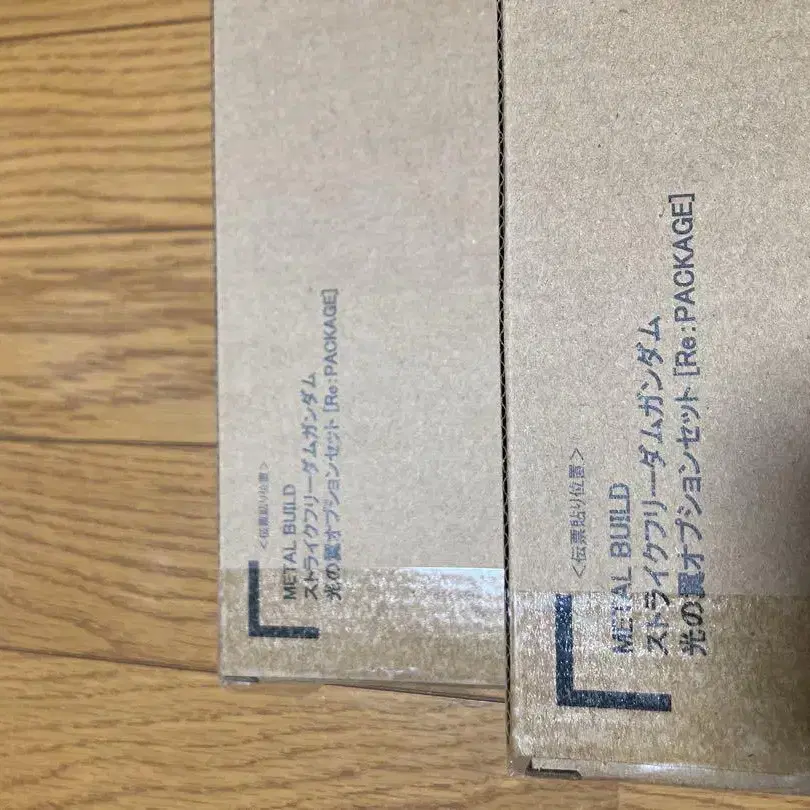 <伝票貼り位置>
METAL BUILD
ストライクフリーダムガンダム
光の翼オプションセット [Re:PACKAGE]
<伝票貼り位置>
METAL BUILD
ストライクフリーダムガンダム
光の翼オプションセット [Re:PACKAGE]